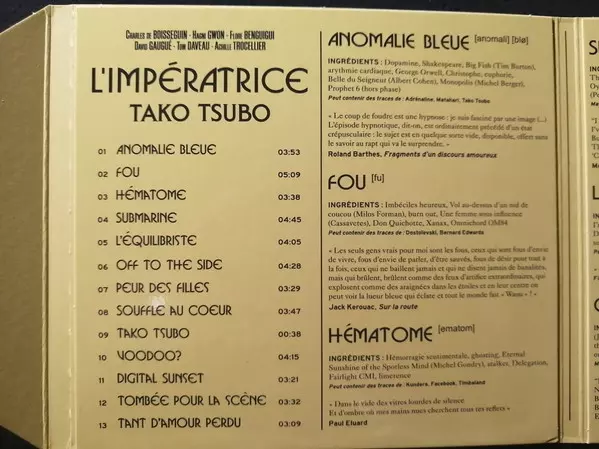 CHARLES DE BOISSEGUIN - HAGNI GWON - FLORE BENGUIGUI
DAVID GAUGUÉ - TOM DAVEAU - ACHILLE TROCELLIER
L'IMPÉRATRICE
TAKO TSUBO
01 ANOMALIE BLEUE 03:53
02 FOU 05:09
03 HÉMATOME 03:38
04 SUBMARINE 04:45
05 L'ÉQUILIBRISTE 04:05
06 OFF TO THE SIDE 04:28
07 PEUR DES FILLES 03:29
08 SOUFFLE AU COEUR 03:47
09 TAKO TSUBO 00:38
10 VOODOO? 04:15
11 DIGITAL SUNSET 03:21
12 TOMBÉE POUR LA SCÈNE 03:32
13 TANT D'AMOUR PERDU 03:09
ANOMALIE BLEUE [anomali] [blø]
INGRÉDIENTS : Dopamine, Shakespeare, Big Fish (Tim Burton),
arythmie cardiaque, George Orwell, Christophe, euphorie,
Belle du Seigneur (Albert Cohen), Monopolis (Michel Berger),
Prophet 6 (hors phase)
Peut contenir des traces de : Adrénaline, Matahari, Tako Tsubo
« Le coup de foudre est une hypnose : je suis fasciné par une image (...)
L'épisode hypnotique, dit-on, est ordinairement précédé d'un état
crépusculaire : le sujet est en quelque sorte vide, disponible, offert sans
le savoir au rapt qui va le surprendre. »
Roland Barthes, Fragments d'un discours amoureux
FOU [fu]
INGRÉDIENTS : Imbéciles heureux, Vol au-dessus d'un nid de
coucou (Milos Forman), burn out, Une femme sous influence
(Cassavetes), Don Quichotte, Xanax, Omnichord OM84
Peut contenir des traces de : Dostoïevski, Bernard Edwards
« Les seuls gens vrais pour moi sont les fous, ceux qui sont fous d'envie
de vivre, fous d'envie de parler, d'être sauvés, fous de désir pour tout à
la fois, ceux qui ne baillent jamais et qui ne disent jamais de banalités,
mais qui brûlent, brûlent comme des feux d'artifice extraordinaires, qui
explosent comme des araignées dans les étoiles et en leur centre on
peut voit la lueur bleue qui éclate et tout le monde fait « Waou » ! »
Jack Kerouac, Sur la route
HÉMATOME [ematom]
INGRÉDIENTS : Hémorragie sentimentale, ghosting, Eternal
Sunshine of the Spotless Mind (Michel Gondry), stalker, Delegation,
Fairlight CMI, limerence
Peut contenir des traces de : Kundera, Facebook, Timbaland
« Dans le vide des vitres lourdes de silence
Et d'ombre où mes mains nues cherchent tous tes reflets »
Paul Eluard